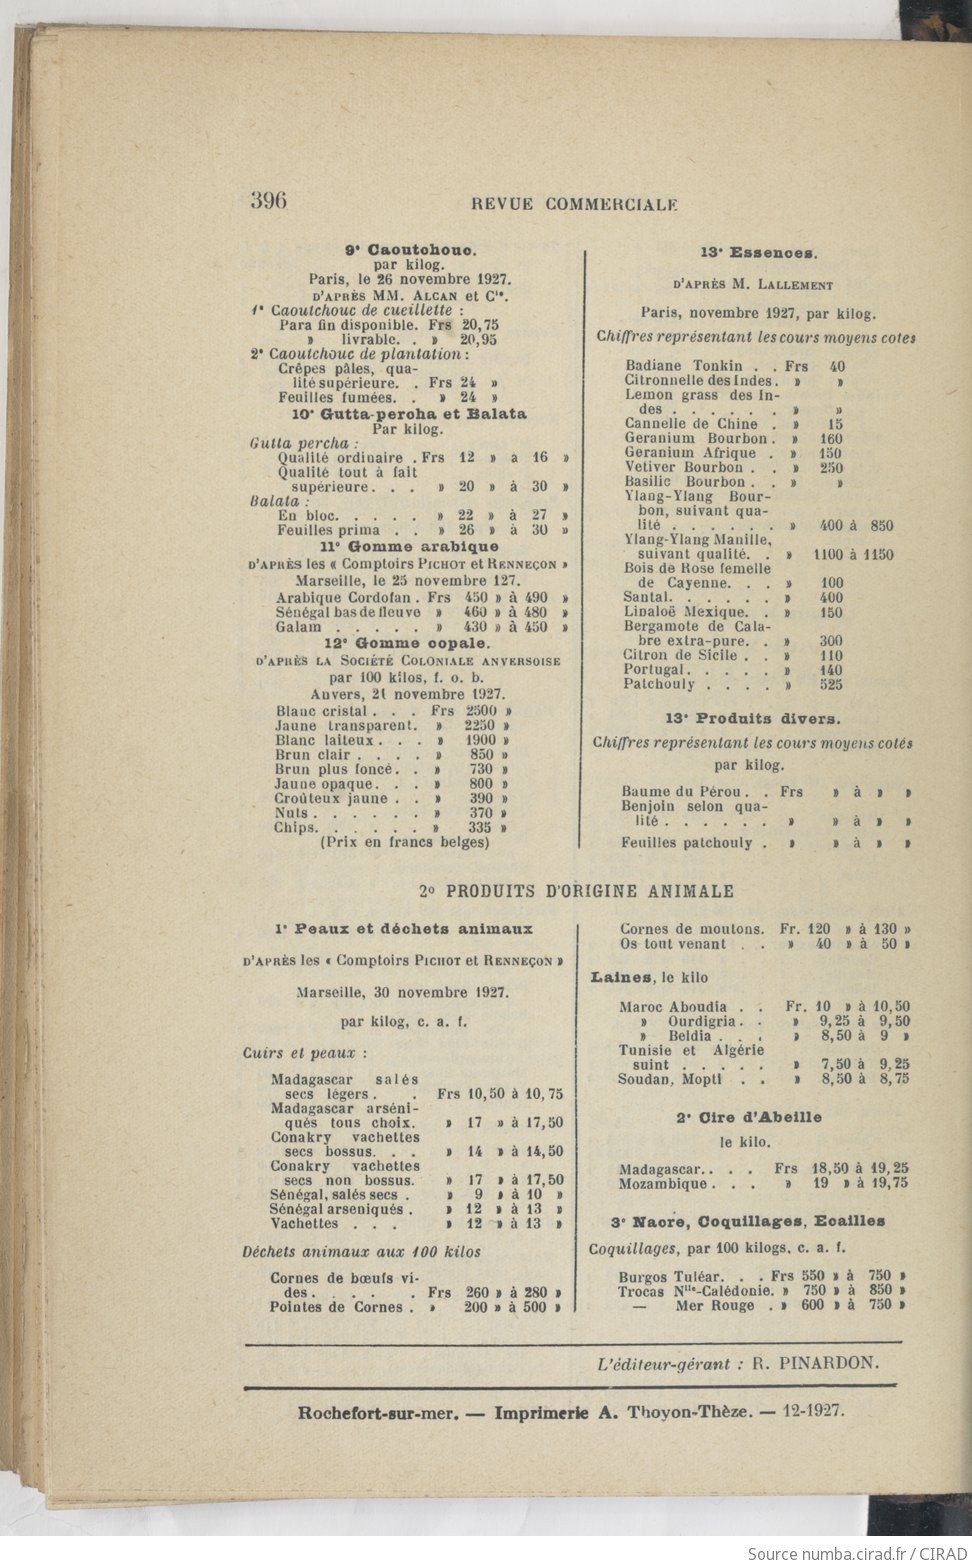 396
REVUE COMMERCIALE
9° Caoutchouc.
par kilog.
Paris, le 26 novembre 1927.
D'APRÈS MM. ALCAN et Cie.
1° Caoutchouc de cueillette :
Para fin disponible. Frs 20,75
» livrable. . » 20,95
2° Caoutchouc de plantation :
Crêpes pâles, qua-
lité supérieure. . Frs 24 »
Feuilles fumées. . » 24 »
10° Gutta-percha et Balata
Par kilog.
Gutta percha :
Qualité ordinaire . Frs 12 » a 16 »
Qualité tout à fait
supérieure. . . » 20 » à 30 »
Balata :
En bloc. . . . . » 22 » à 27 »
Feuilles prima . . » 26 » à 30 »
11° Gomme arabique
D'APRÈS les « Comptoirs PICHOT et RENNEÇON »
Marseille, le 25 novembre 127.
Arabique Cordofan . Frs 450 » à 490 »
Sénégal bas de fleuve » 460 » à 480 »
Galam . . . . . » 430 » à 450 »
12° Gomme copale.
D'APRÈS LA SOCIÉTÉ COLONIALE ANVERSOISE
par 100 kilos, f. o. b.
Anvers, 21 novembre 1927.
Blanc cristal . . . Frs 2500 »
Jaune transparent. » 2250 »
Blanc laiteux . . . » 1900 »
Brun clair . . . . » 850 »
Brun plus foncé. . » 730 »
Jaune opaque. . . » 800 »
Croûteux jaune . . » 390 »
Nuts . . . . . . » 370 »
Chips. . . . . . » 335 »
(Prix en francs belges)
13° Essences.
D'APRÈS M. LALLEMENT
Paris, novembre 1927, par kilog.
Chiffres représentant les cours moyens cotes
Badiane Tonkin . . Frs 40
Citronnelle des Indes. » »
Lemon grass des In-
des . . . . . . » »
Cannelle de Chine . » 15
Geranium Bourbon . » 160
Geranium Afrique . » 150
Vetiver Bourbon . . » 250
Basilic Bourbon . . » »
Ylang-Ylang Bour-
bon, suivant qua-
lité . . . . . . » 400 à 850
Ylang-Ylang Manille,
suivant qualité. . » 1100 à 1150
Bois de Rose femelle
de Cayenne. . . » 100
Santal. . . . . . » 400
Linaloë Mexique. . » 150
Bergamote de Cala-
bre extra-pure. . » 300
Citron de Sicile . . » 110
Portugal. . . . . » 140
Patchouly . . . . » 525
13° Produits divers.
Chiffres représentant les cours moyens cotés
par kilog.
Baume du Pérou . . Frs » à » »
Benjoin selon qua-
lité . . . . . . » » à » »
Feuilles patchouly . » » à » »
2º PRODUITS D'ORIGINE ANIMALE
1° Peaux et déchets animaux
D'APRÈS les « Comptoirs PICHOT et RENNEÇON »
Marseille, 30 novembre 1927.
par kilog, c. a. f.
Cuirs et peaux :
Madagascar salés
secs légers . . Frs 10,50 à 10,75
Madagascar arséni-
qués tous choix. » 17 » à 17,50
Conakry vachettes
secs bossus. . . » 14 » à 14,50
Conakry vachettes
secs non bossus. » 17 » à 17,50
Sénégal, salés secs . » 9 » à 10 »
Sénégal arseniqués . » 12 » à 13 »
Vachettes . . . » 12 » à 13 »
Déchets animaux aux 100 kilos
Cornes de bœufs vi-
des . . . . . Frs 260 » à 280 »
Pointes de Cornes . » 200 » à 500 »
Cornes de moutons. Fr. 120 » à 130 »
Os tout venant . . » 40 » à 50 »
Laines, le kilo
Maroc Aboudia . . Fr. 10 » à 10,50
» Ourdigria . . » 9,25 à 9,50
» Beldia . . . » 8,50 à 9 »
Tunisie et Algérie
suint . . . . . » 7,50 à 9,25
Soudan, Mopti . . » 8,50 à 8,75
2° Cire d'Abeille
le kilo.
Madagascar. . . . Frs 18,50 à 19,25
Mozambique . . . » 19 » à 19,75
3° Nacre, Coquillages, Ecailles
Coquillages, par 100 kilogs. c. a. f.
Burgos Tuléar. . . Frs 550 » à 750 »
Trocas Nlle-Calédonie. » 750 » à 850 »
— Mer Rouge . » 600 » à 750 »
L'éditeur-gérant : R. PINARDON.
Rochefort-sur-mer. — Imprimerie A. Thoyon-Thèze. — 12-1927.
Source numba.cirad.fr / CIRAD